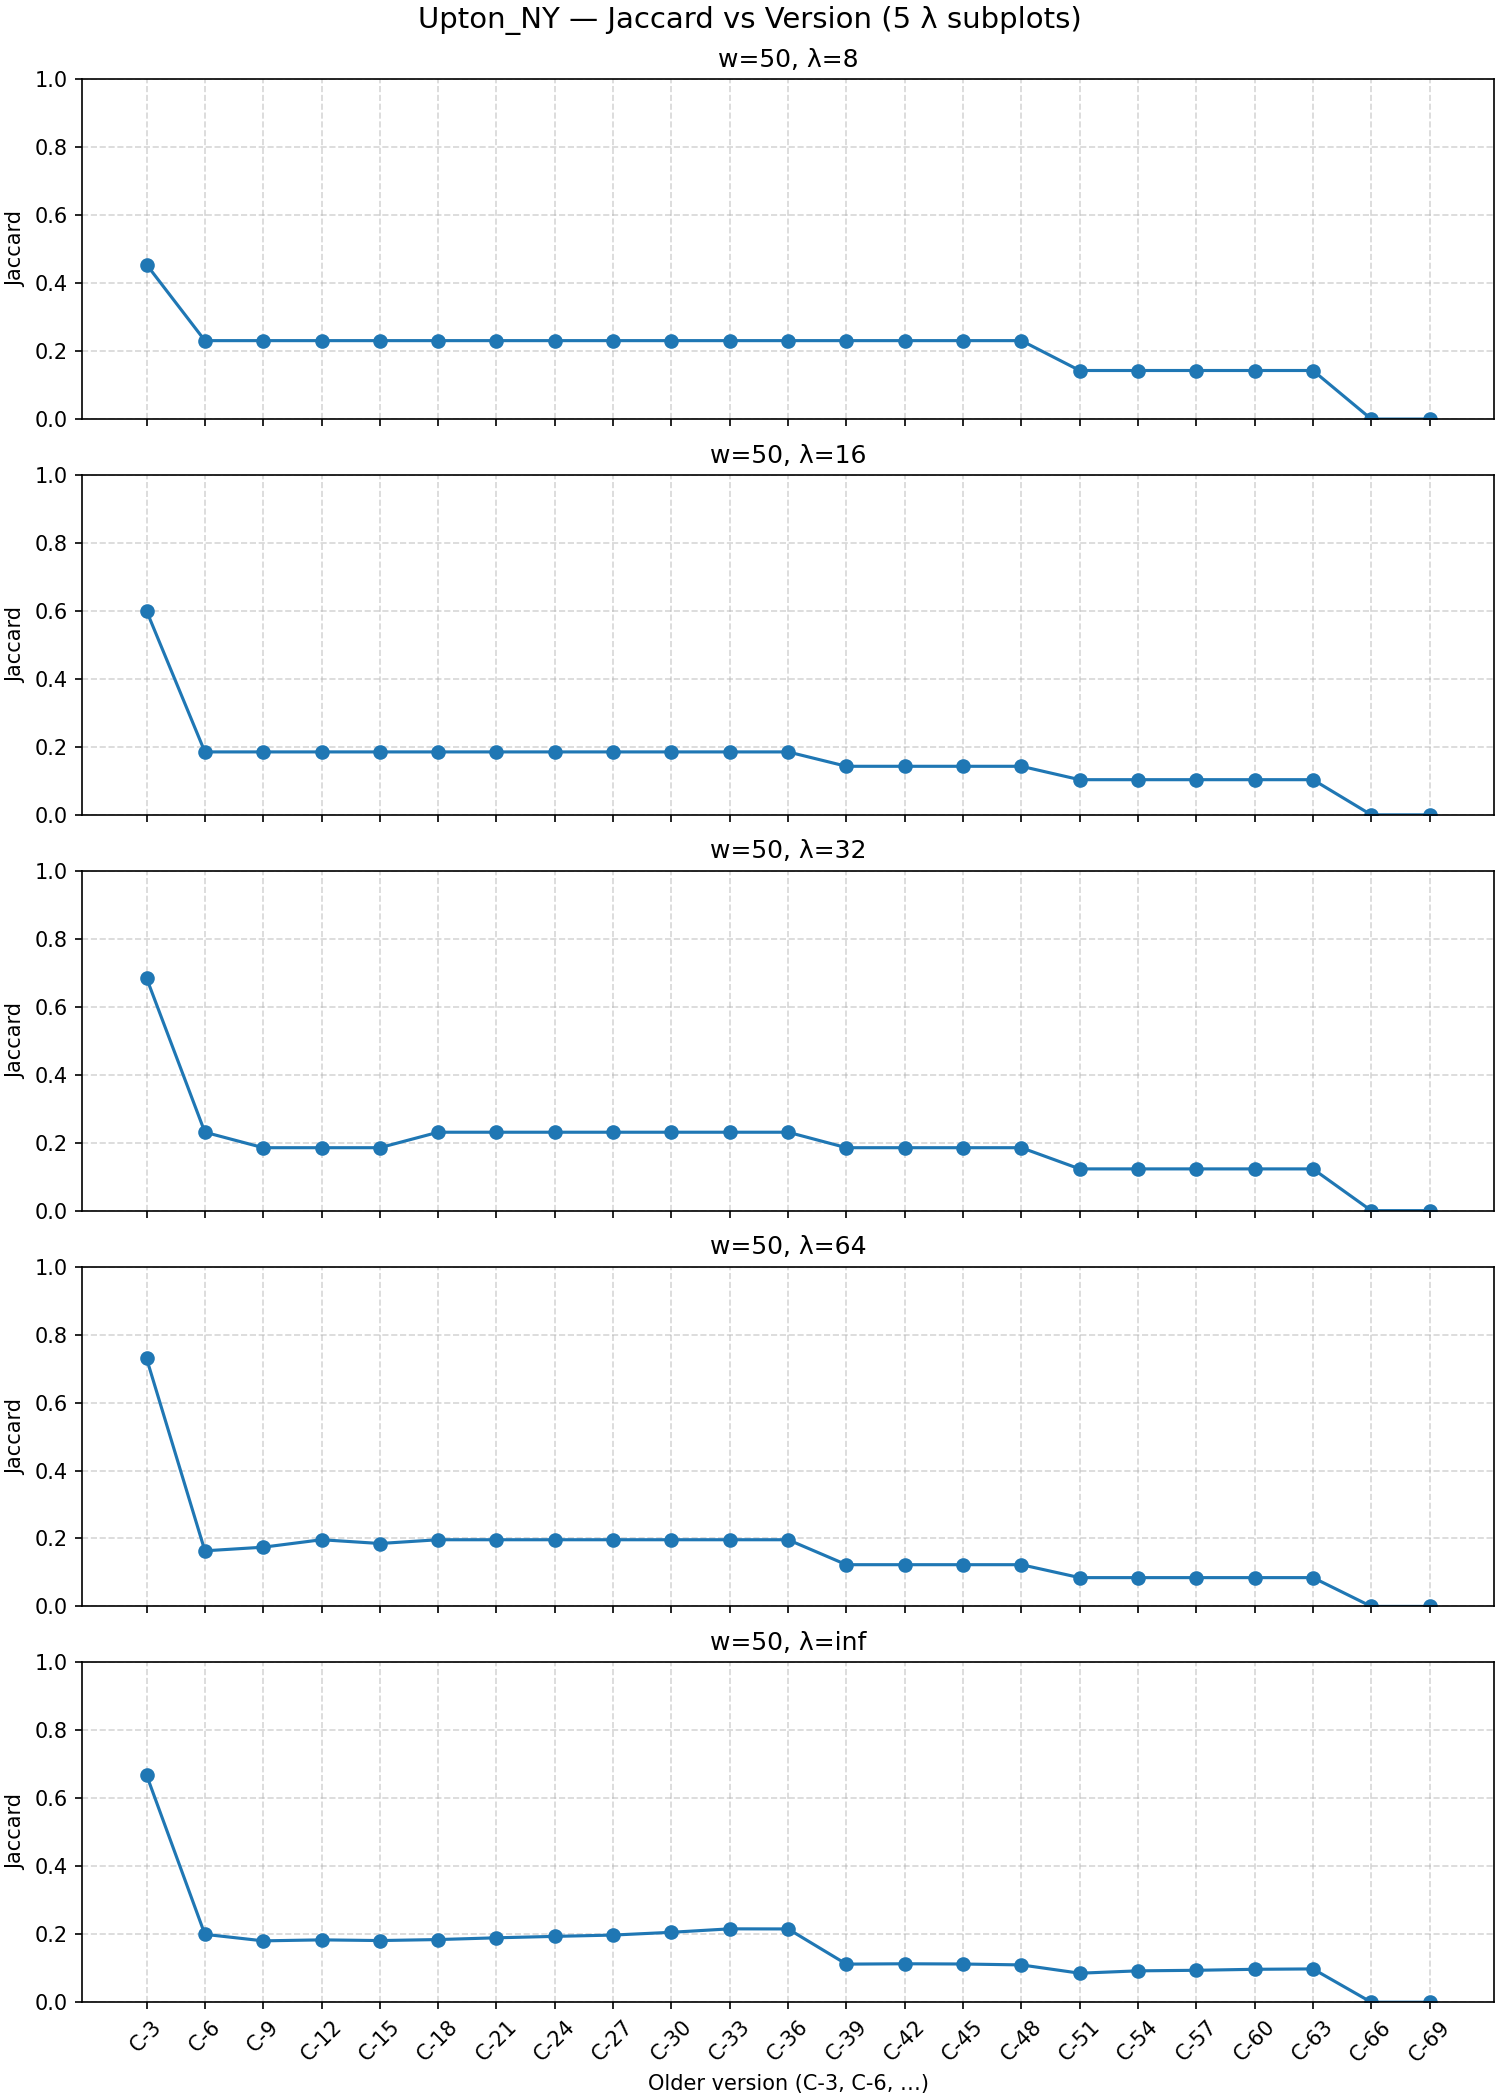 Upton_NY — Jaccard vs Version (5 λ subplots)
w=50, λ=8
1.0
0.8
0.6
0.4
0.2
0.0
Jaccard
w=50, λ=16
1.0
0.8
0.6
0.4
0.2
0.0
Jaccard
w=50, λ=32
1.0
0.8
0.6
0.4
0.2
0.0
Jaccard
w=50, λ=64
1.0
0.8
0.6
0.4
0.2
0.0
Jaccard
w=50, λ=inf
1.0
0.8
0.6
0.4
0.2
0.0
Jaccard
C-3 C-6 C-9 C-12 C-15 C-18 C-21 C-24 C-27 C-30 C-33 C-36 C-39 C-42 C-45 C-48 C-51 C-54 C-57 C-60 C-63 C-66 C-69
Older version (C-3, C-6, ...)